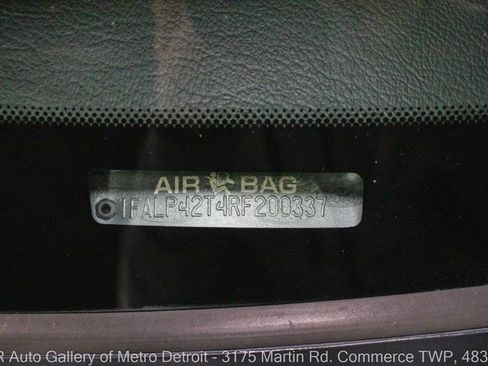 AIR BAG
1FALP42T4RF200337
R Auto Gallery of Metro Detroit - 3175 Martin Rd. Commerce TWP, 483